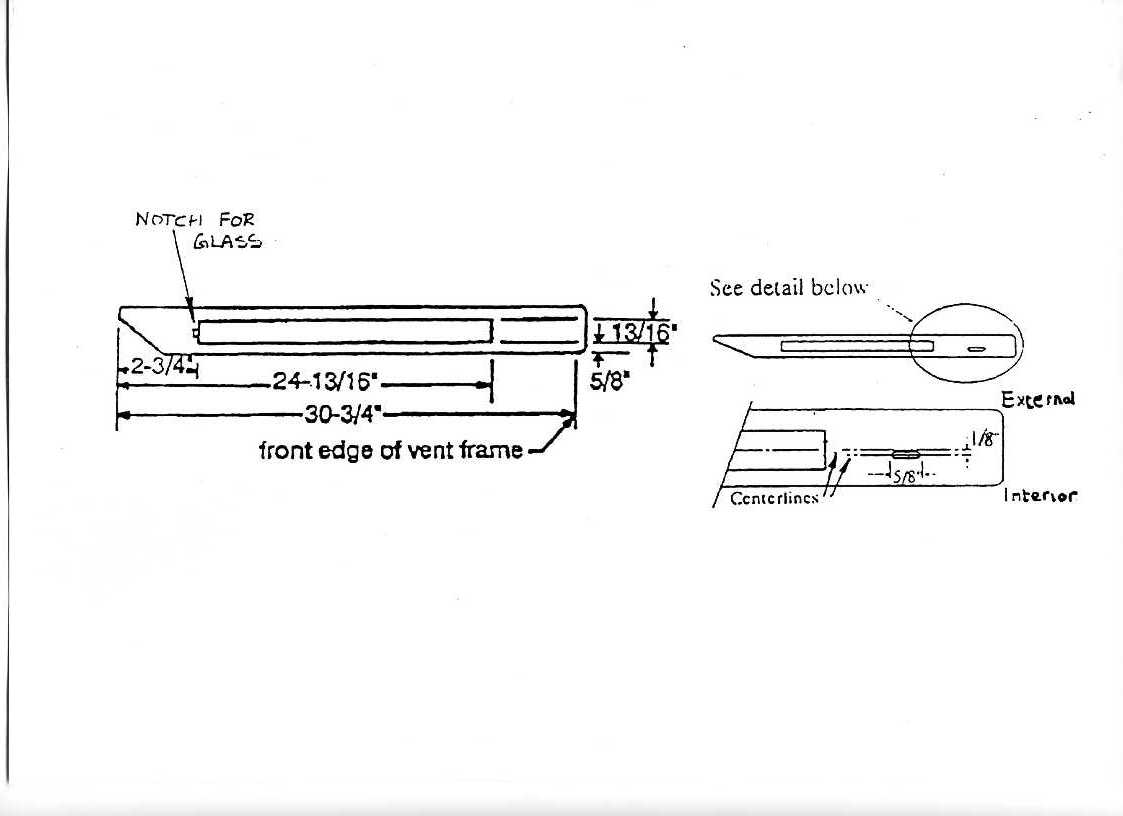 NOTCH FOR
GLASS
2-3/4"
24-13/16"
30-3/4"
front edge of vent frame
13/16"
5/8"
See detail below
External
1/8"
5/8"
Centerlines
Interior